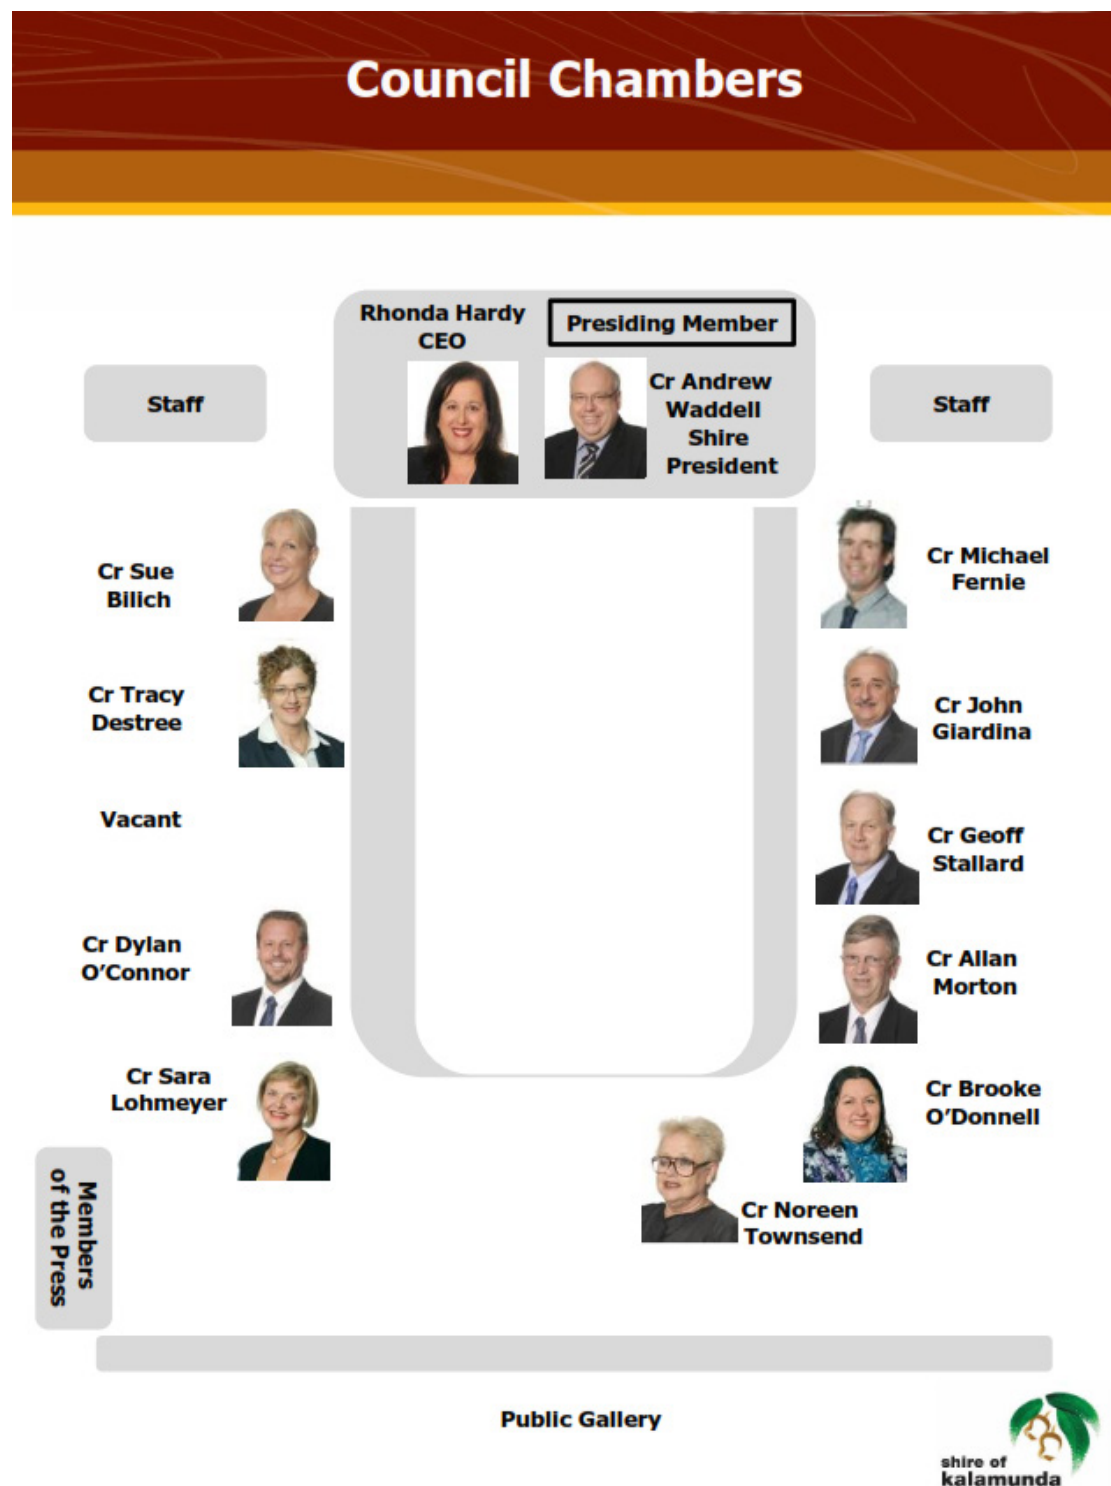 Council Chambers
Rhonda Hardy
CEO
Presiding Member
Cr Andrew
Waddell
Shire
President
Staff
Staff
Cr Sue
Bilich
Cr Michael
Fernie
Cr Tracy
Destree
Cr John
Giardina
Vacant
Cr Geoff
Stallard
Cr Dylan
O'Connor
Cr Allan
Morton
Cr Sara
Lohmeyer
Cr Brooke
O'Donnell
Cr Noreen
Townsend
Members
of the Press
Public Gallery
shire of
kalamunda